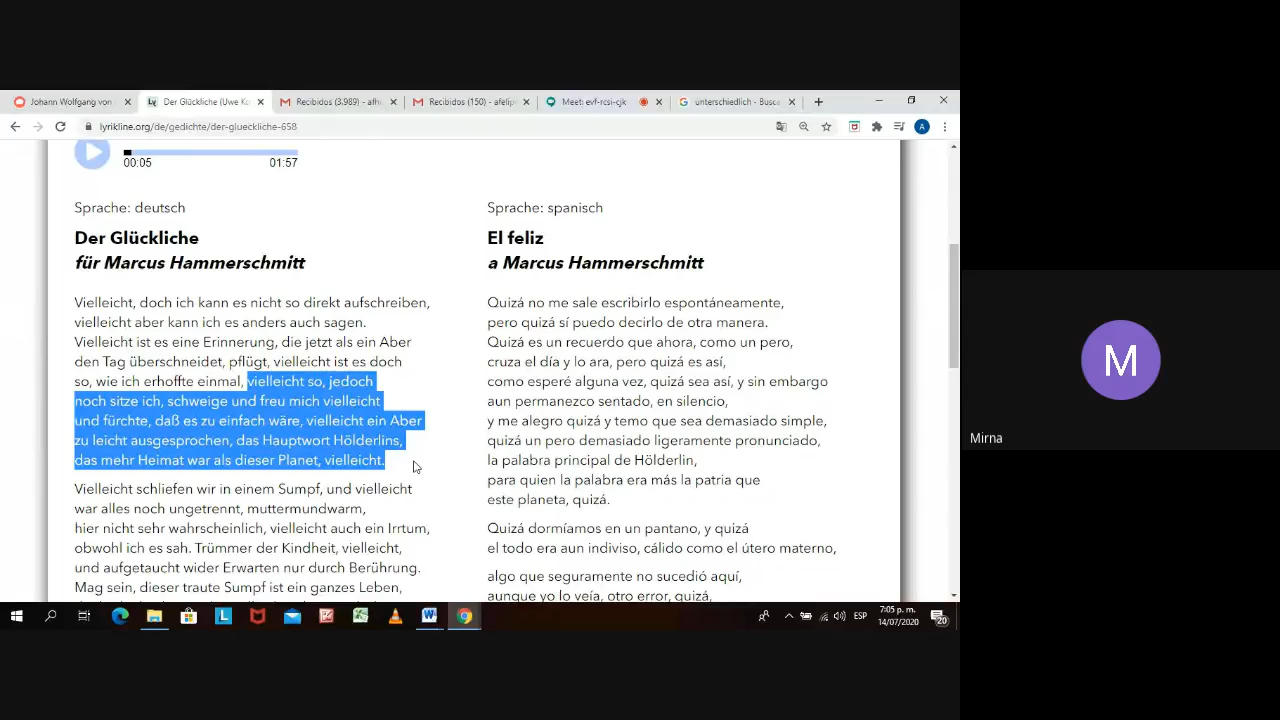 Johann Wolfgang von
Der Glückliche (Uwe Ko
Recibidos (3.989) - afh
Recibidos (150) - afelip
Meet: evf-rcsi-cjk
unterschiedlich - Busca
lyrikline.org/de/gedichte/der-glueckliche-658
A
00:05
01:57
Sprache: deutsch
Der Glückliche
für Marcus Hammerschmitt
Vielleicht, doch ich kann es nicht so direkt aufschreiben,
vielleicht aber kann ich es anders auch sagen.
Vielleicht ist es eine Erinnerung, die jetzt als ein Aber
den Tag überschneidet, pflügt, vielleicht ist es doch
so, wie ich erhoffte einmal, vielleicht so, jedoch
noch sitze ich, schweige und freu mich vielleicht
und fürchte, daß es zu einfach wäre, vielleicht ein Aber
zu leicht ausgesprochen, das Hauptwort Hölderlins,
das mehr Heimat war als dieser Planet, vielleicht.
Vielleicht schliefen wir in einem Sumpf, und vielleicht
war alles noch ungetrennt, muttermundwarm,
hier nicht sehr wahrscheinlich, vielleicht auch ein Irrtum,
obwohl ich es sah. Trümmer der Kindheit, vielleicht,
und aufgetaucht wider Erwarten nur durch Berührung.
Mag sein, dieser traute Sumpf ist ein ganzes Leben,
Sprache: spanisch
El feliz
a Marcus Hammerschmitt
Quizá no me sale escribirlo espontáneamente,
pero quizá sí puedo decirlo de otra manera.
Quizá es un recuerdo que ahora, como un pero,
cruza el día y lo ara, pero quizá es así,
como esperé alguna vez, quizá sea así, y sin embargo
aun permanezco sentado, en silencio,
y me alegro quizá y temo que sea demasiado simple,
quizá un pero demasiado ligeramente pronunciado,
la palabra principal de Hölderlin,
para quien la palabra era más la patria que
este planeta, quizá.
Quizá dormíamos en un pantano, y quizá
el todo era aun indiviso, cálido como el útero materno,
algo que seguramente no sucedió aquí,
aunque yo lo veía, otro error, quizá,
ESP
7:05 p. m.
14/07/2020
20
M
Mirna